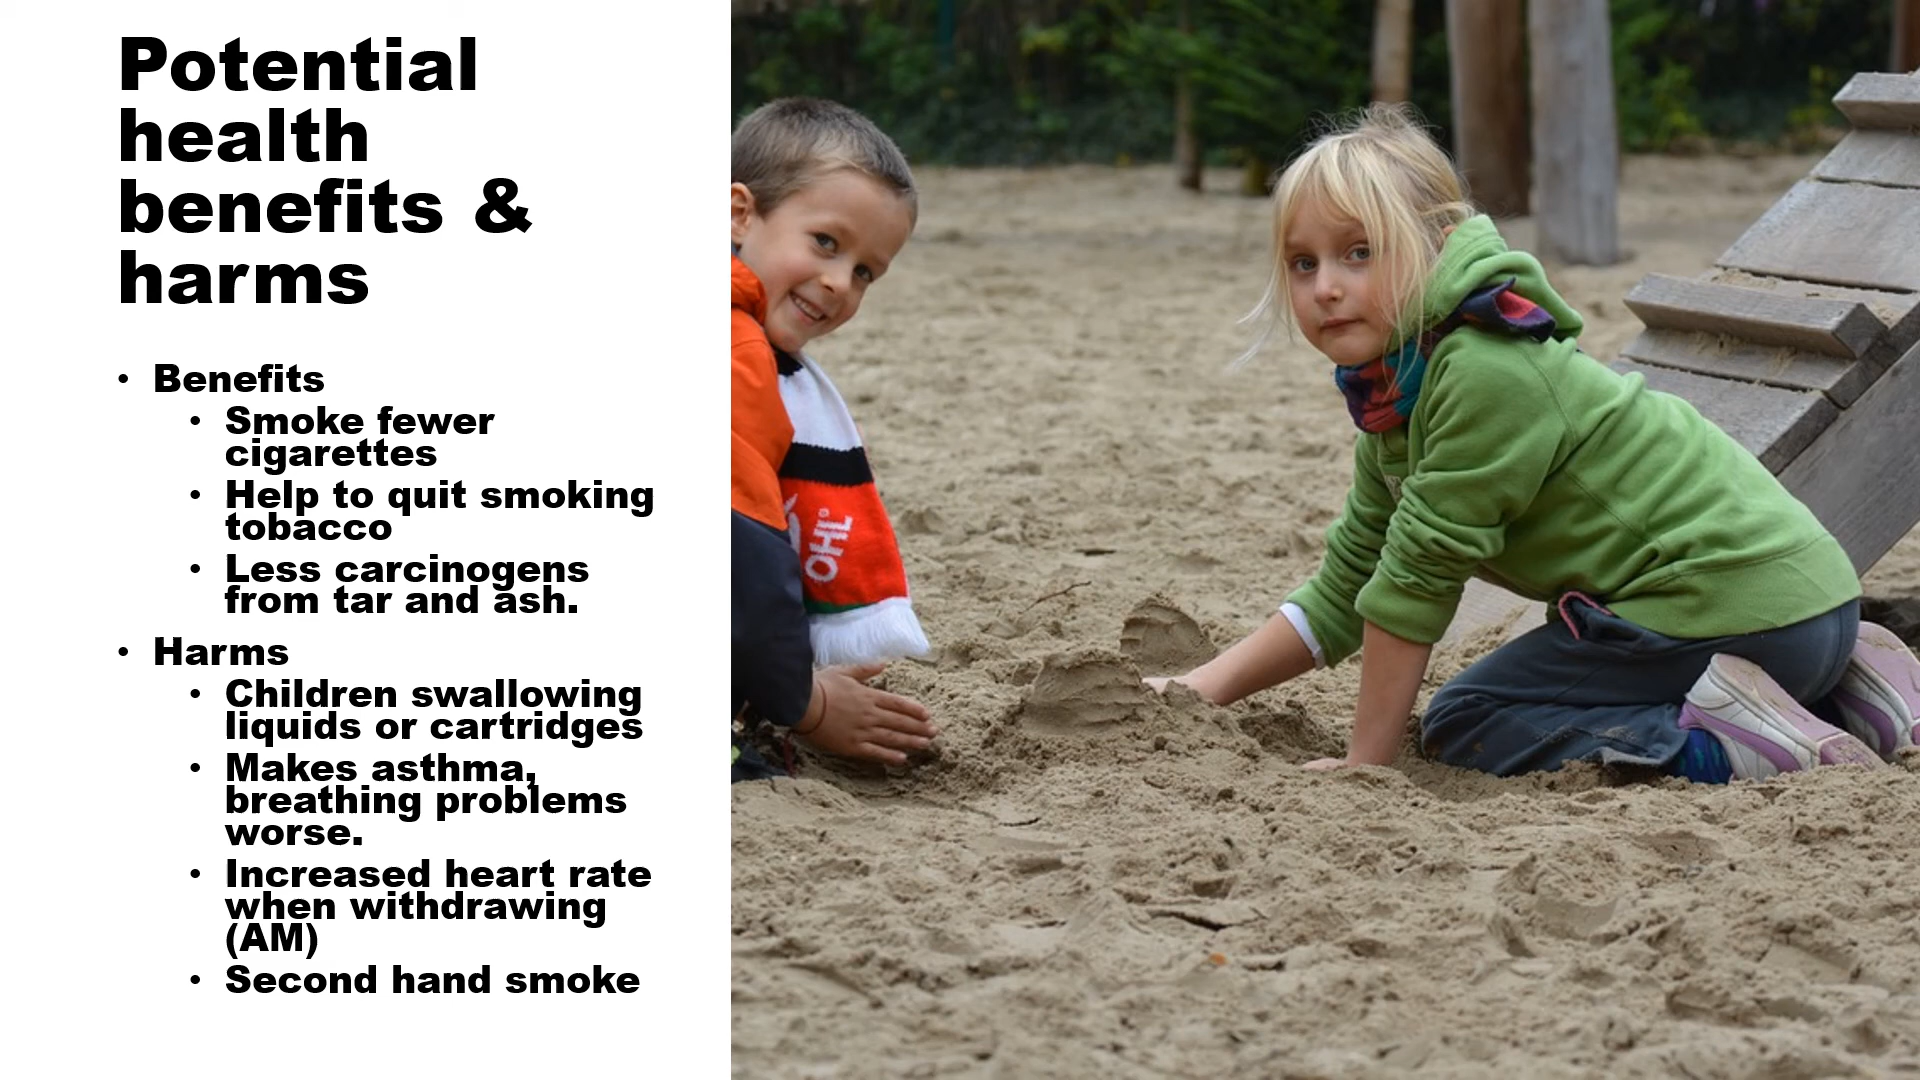 Potential
health
benefits &
harms
• Benefits
• Smoke fewer
cigarettes
• Help to quit smoking
tobacco
• Less carcinogens
from tar and ash.
• Harms
• Children swallowing
liquids or cartridges
• Makes asthma,
breathing problems
worse.
• Increased heart rate
when withdrawing
(AM)
• Second hand smoke
OHL